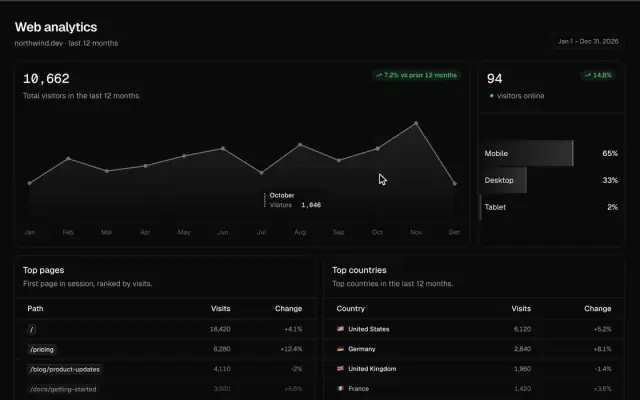 Web analytics
northwind.dev · last 12 months
Jan 1 – Dec 31, 2026
10,662
7.2% vs prior 12 months
Total visitors in the last 12 months.
October
Visitors 1,046
Jan Feb Mar Apr May Jun Jul Aug Sep Oct Nov Dec
94
14.8%
visitors online
Mobile 65%
Desktop 33%
Tablet 2%
Top pages
First page in session, ranked by visits.
Path Visits Change
/ 18,420 +4.1%
/pricing 6,280 +12.4%
/blog/product-updates 4,110 -2%
/docs/getting-started 3,920 +6.8%
Top countries
Top countries in the last 12 months.
Country Visits Change
United States 6,120 +5.2%
Germany 2,840 +8.1%
United Kingdom 1,960 -1.4%
France 1,420 +3.6%